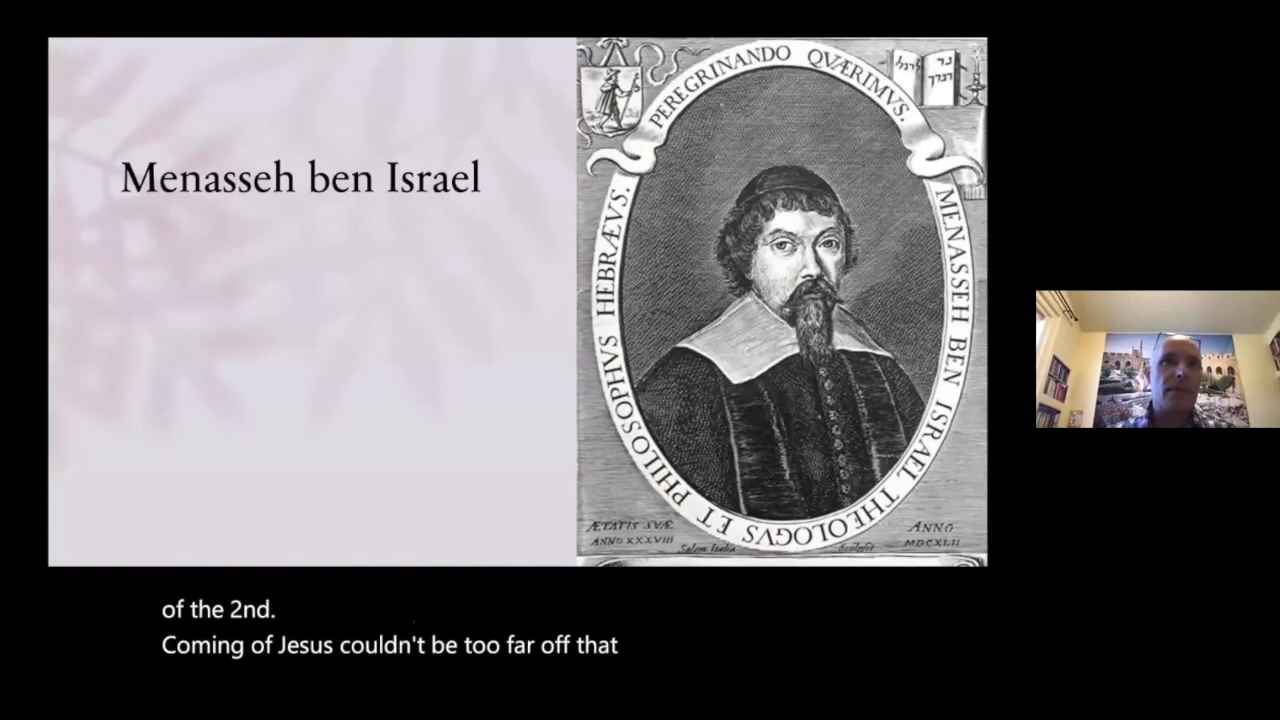 Menasseh ben Israel
PEREGRINANDO QVÆRIMVS.
MENASSEH BEN ISRAEL THEOLOGVS ET PHILOSOPHVS HEBRÆVS:
ÆTATIS SVÆ
ANNO XXXVIII
Salom Italia
sculpsit
ANNO
MDCXLII
of the 2nd.
Coming of Jesus couldn't be too far off that